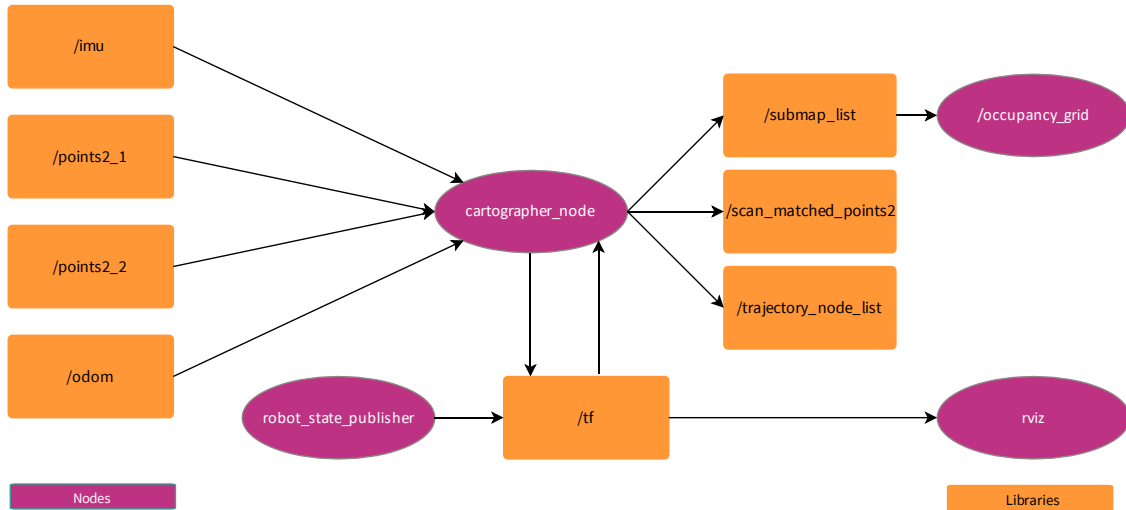 /imu
/points2_1
/points2_2
/odom
cartographer_node
/submap_list
/occupancy_grid
/scan_matched_points2
/trajectory_node_list
robot_state_publisher
/tf
rviz
Nodes
Libraries